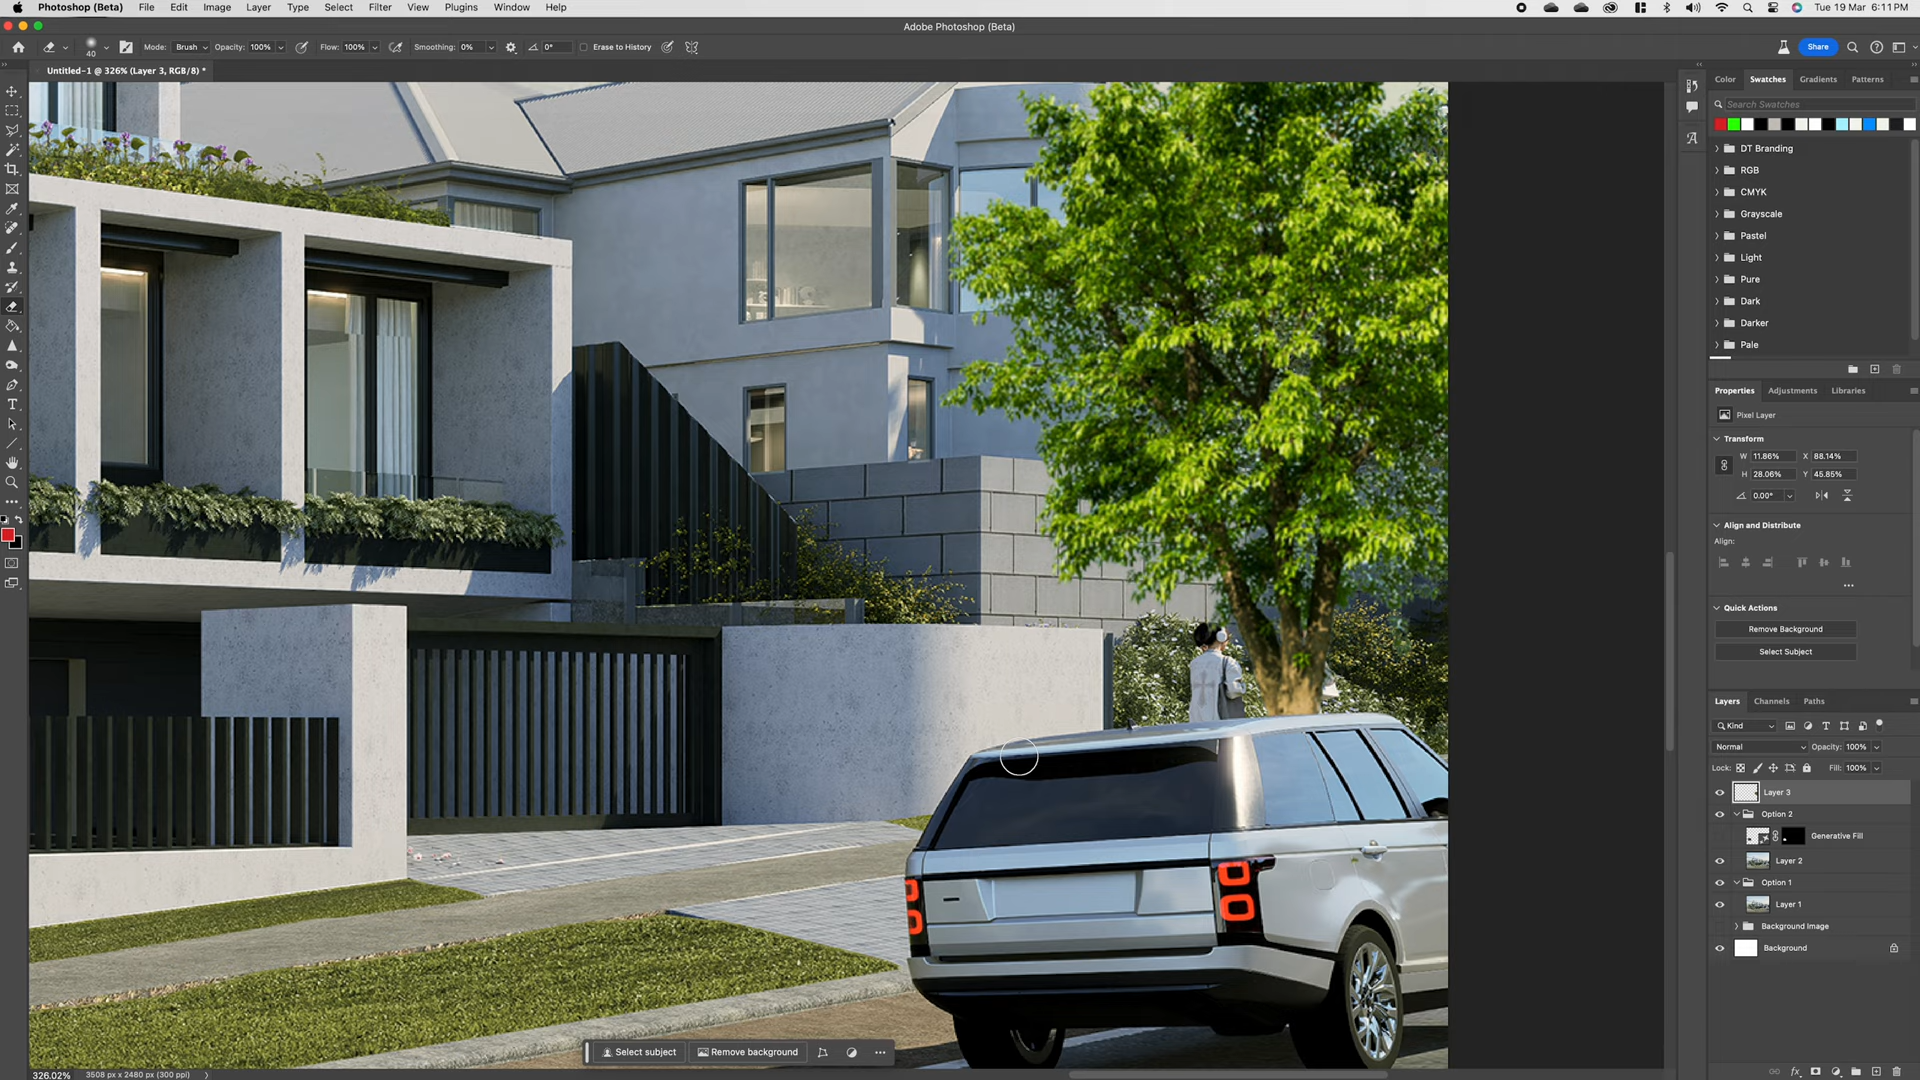 Photoshop (Beta) File Edit Image Layer Type Select Filter View Plugins Window Help Tue 19 Mar 6:11 PM
Adobe Photoshop (Beta)
40 Mode: Brush Opacity: 100% Flow: 100% Smoothing: 0% 0° Erase to History Share
Untitled-1 @ 326% (Layer 3, RGB/8) *
Color Swatches Gradients Patterns
Search Swatches
DT Branding
RGB
CMYK
Grayscale
Pastel
Light
Pure
Dark
Darker
Pale
Properties Adjustments Libraries
Pixel Layer
Transform
W 11.86% X 88.14%
H 28.06% Y 45.85%
0.00°
Align and Distribute
Align:
Quick Actions
Remove Background
Select Subject
Layers Channels Paths
Kind
Normal Opacity: 100%
Lock: Fill: 100%
Layer 3
Option 2
Generative Fill
Layer 2
Option 1
Layer 1
Background Image
Background
Select subject Remove background
326.02% 3508 px x 2480 px (300 ppi)